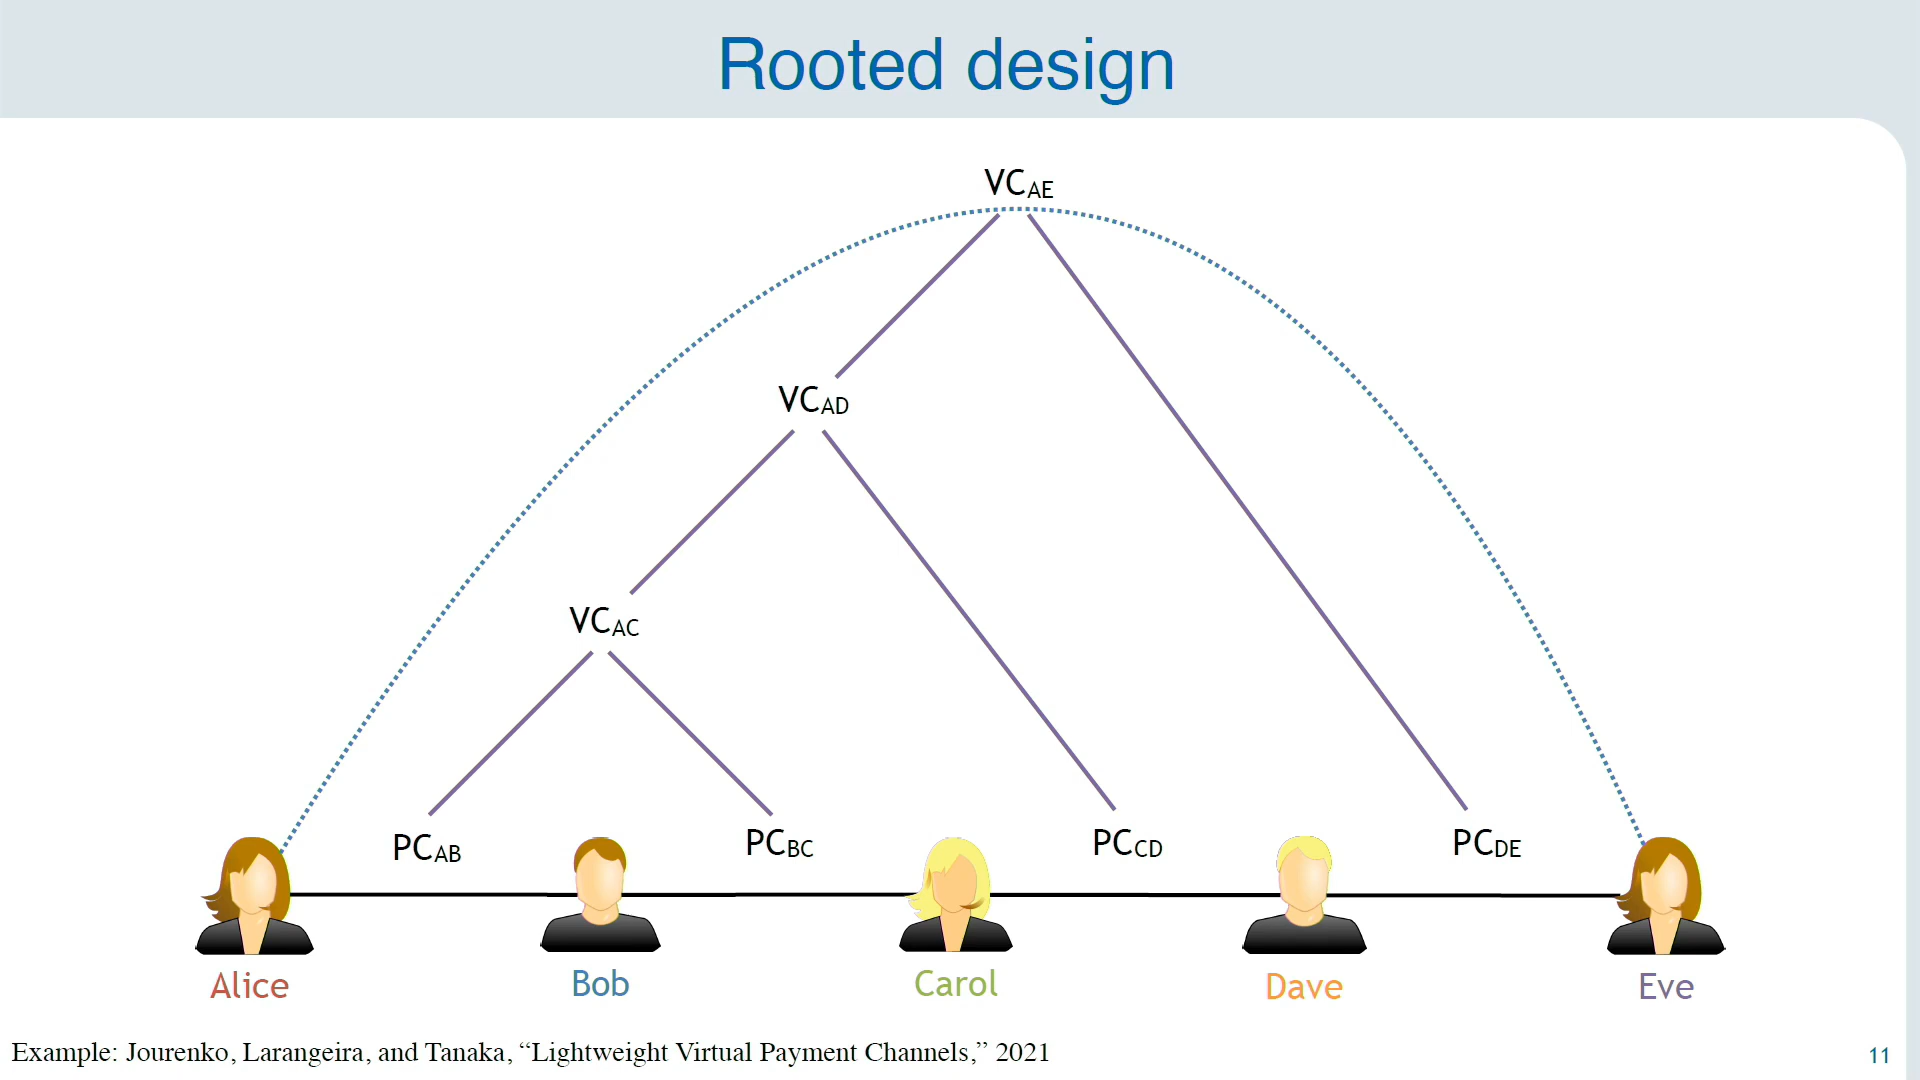 Rooted design
VCAE
VCAD
VCAC
PCAB
PCBC
PCCD
PCDE
Alice
Bob
Carol
Dave
Eve
Example: Jourenko, Larangeira, and Tanaka, “Lightweight Virtual Payment Channels,” 2021
11